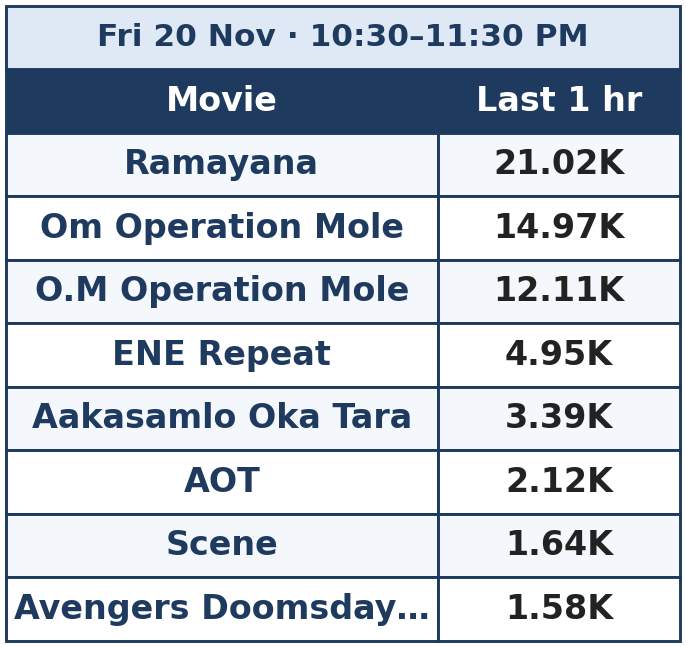 Fri 20 Nov · 10:30–11:30 PM
Movie Last 1 hr
Ramayana 21.02K
Om Operation Mole 14.97K
O.M Operation Mole 12.11K
ENE Repeat 4.95K
Aakasamlo Oka Tara 3.39K
AOT 2.12K
Scene 1.64K
Avengers Doomsday... 1.58K